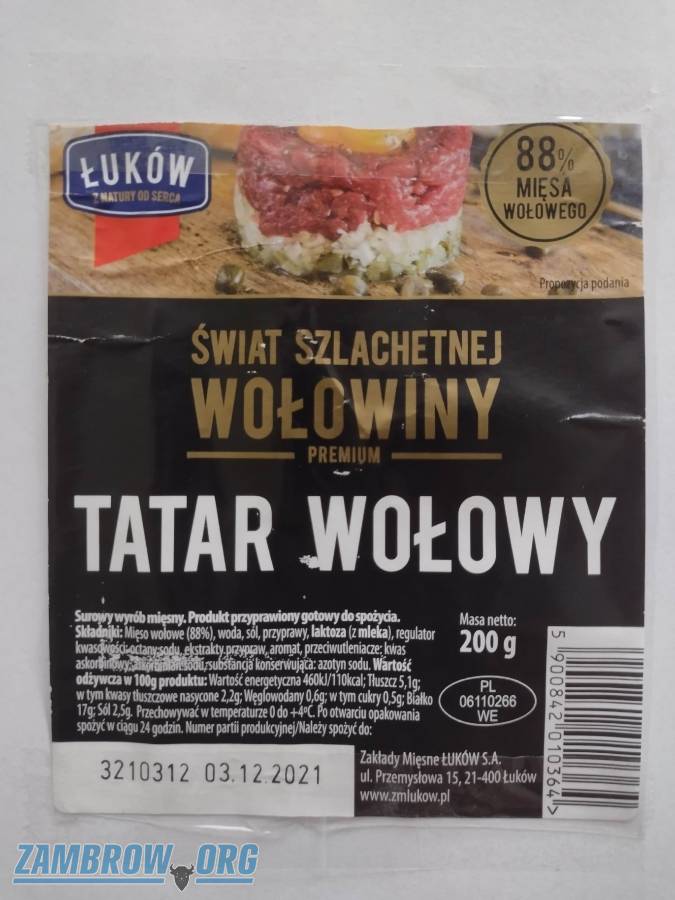 ŁUKÓW
Z NATURY OD SERCA
88%
MIĘSA
WOŁOWEGO
Propozycja podania
ŚWIAT SZLACHETNEJ
WOŁOWINY
PREMIUM
TATAR WOŁOWY
Surowy wyrób mięsny. Produkt przyprawiony gotowy do spożycia.
Składniki: Mięso wołowe (88%), woda, sól, przyprawy, laktoza (z mleka), regulator
kwasowości: octany sodu, ekstrakty przypraw, aromat, przeciwutleniacze: kwas
askorbinowy, askorbinian sodu, substancja konserwująca: azotyn sodu. Wartość
odżywcza w 100g produktu: Wartość energetyczna 460kJ/110kcal; Tłuszcz 5,1g;
w tym kwasy tłuszczowe nasycone 2,2g; Węglowodany 0,6g; w tym cukry 0,5g; Białko
17g; Sól 2,5g. Przechowywać w temperaturze 0 do +4ºC. Po otwarciu opakowania
spożyć w ciągu 24 godzin. Numer partii produkcyjnej/Należy spożyć do:
3210312 03.12.2021
Masa netto:
200 g
PL
06110266
WE
Zakłady Mięsne ŁUKÓW S.A.
ul. Przemysłowa 15, 21-400 Łuków
www.zmlukow.pl
5 900842 010364 >
ZAMBROW.ORG